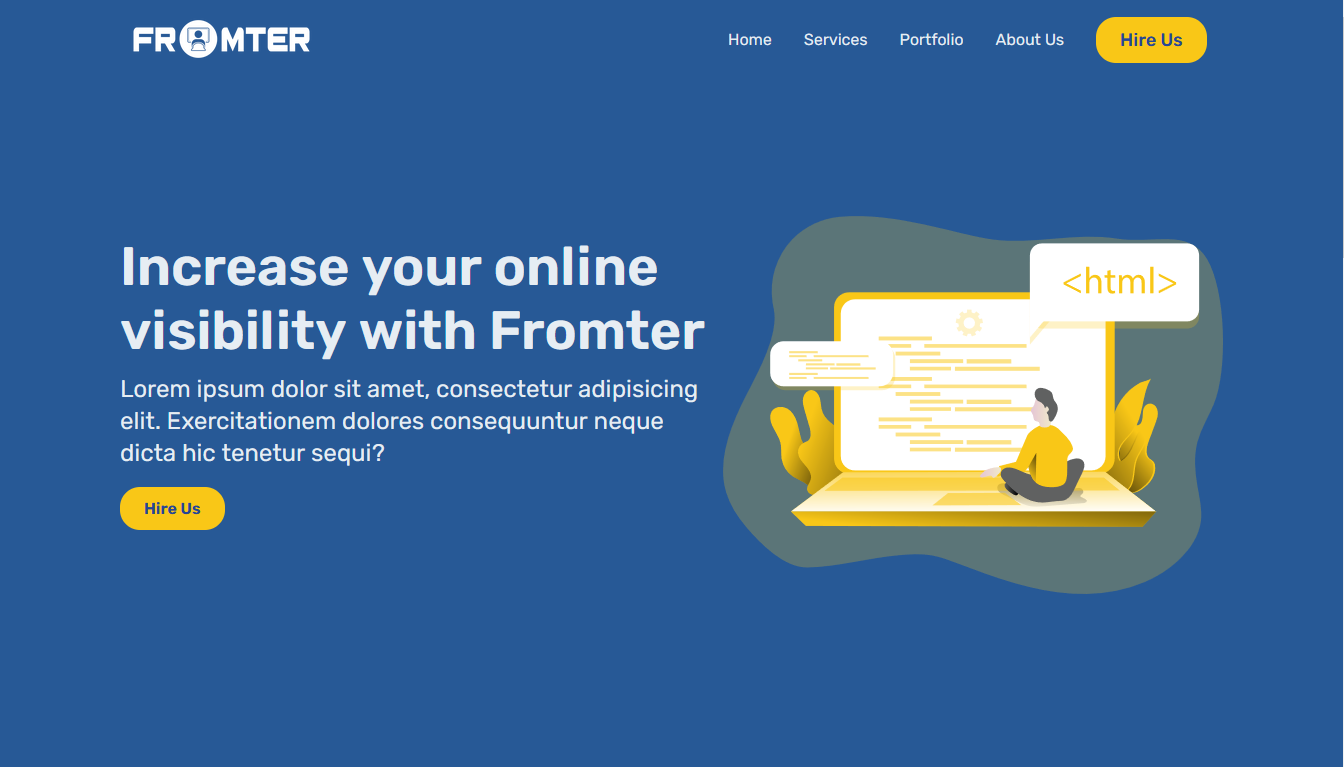 FROMTER
Home Services Portfolio About Us Hire Us
Increase your online
visibility with Fromter
Lorem ipsum dolor sit amet, consectetur adipisicing
elit. Exercitationem dolores consequuntur neque
dicta hic tenetur sequi?
Hire Us
<html>